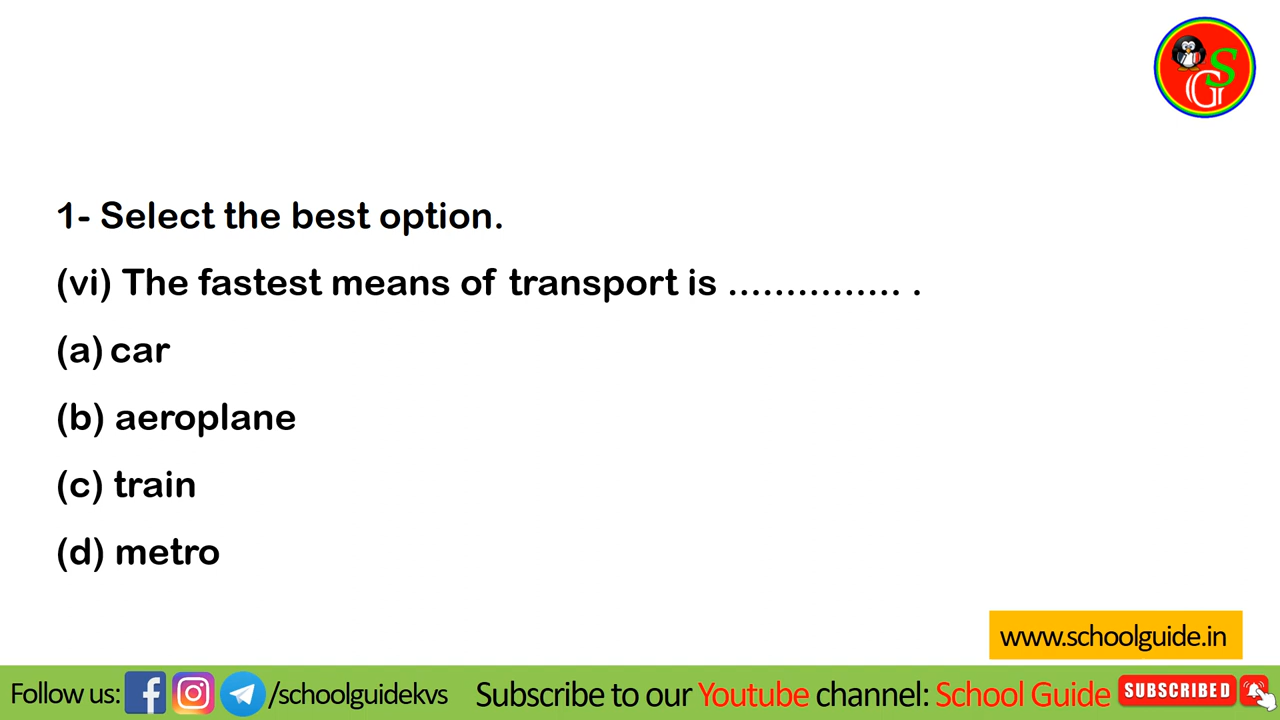 SG
1- Select the best option.
(vi) The fastest means of transport is ............... .
(a) car
(b) aeroplane
(c) train
(d) metro
www.schoolguide.in
Follow us: /schoolguidekvs Subscribe to our Youtube channel: School Guide SUBSCRIBED